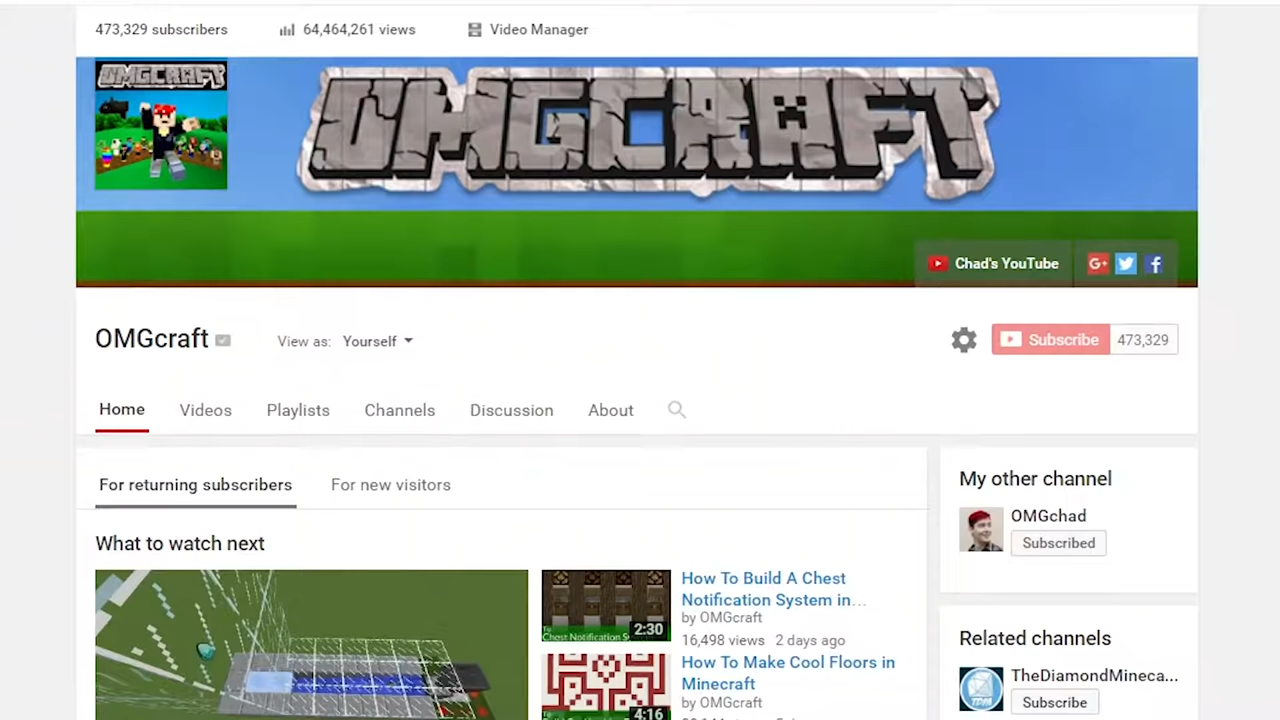 473,329 subscribers
64,464,261 views
Video Manager
OMGCRAFT
OMGCRAFT
Chad's YouTube
G+
f
OMGcraft
View as: Yourself
Subscribe 473,329
Home Videos Playlists Channels Discussion About
For returning subscribers For new visitors
What to watch next
2:30
Chest Notification
How To Build A Chest
Notification System in...
by OMGcraft
16,498 views 2 days ago
4:16
How To Make Cool Floors in
Minecraft
by OMGcraft
My other channel
OMGchad
Subscribed
Related channels
TheDiamondMineca...
Subscribe